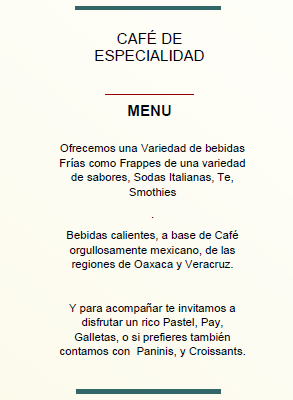 CAFÉ DE
ESPECIALIDAD
MENU
Ofrecemos una Variedad de bebidas
Frías como Frappes de una variedad
de sabores, Sodas Italianas, Te,
Smothies
.
Bebidas calientes, a base de Café
orgullosamente mexicano, de las
regiones de Oaxaca y Veracruz.
Y para acompañar te invitamos a
disfrutar un rico Pastel, Pay,
Galletas, o si prefieres también
contamos con Paninis, y Croissants.